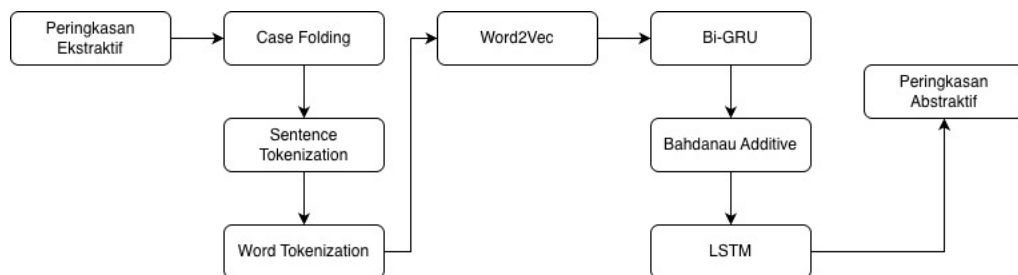 Peringkasan
Ekstraktif
Case Folding
Sentence
Tokenization
Word Tokenization
Word2Vec
Bi-GRU
Bahdanau Additive
LSTM
Peringkasan
Abstraktif